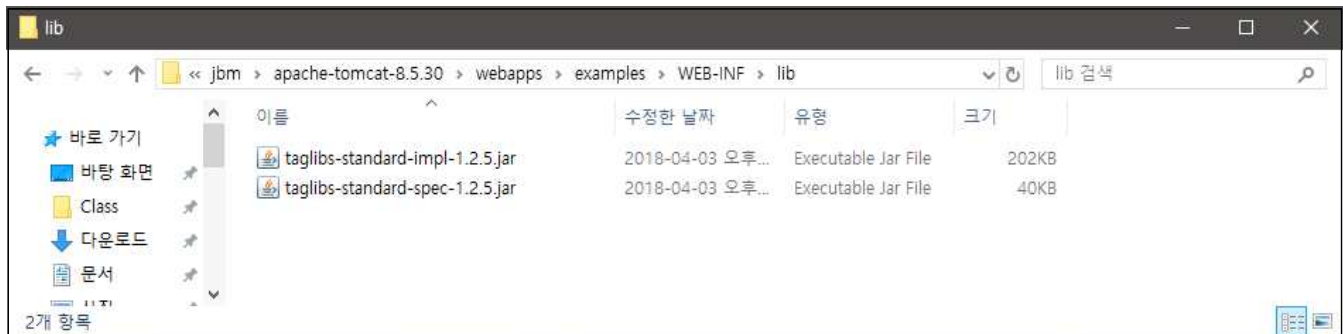 lib
« jbm > apache-tomcat-8.5.30 > webapps > examples > WEB-INF > lib
lib 검색
이름 수정한 날짜 유형 크기
바로 가기
바탕 화면
Class
다운로드
문서
taglibs-standard-impl-1.2.5.jar 2018-04-03 오후... Executable Jar File 202KB
taglibs-standard-spec-1.2.5.jar 2018-04-03 오후... Executable Jar File 40KB
2개 항목